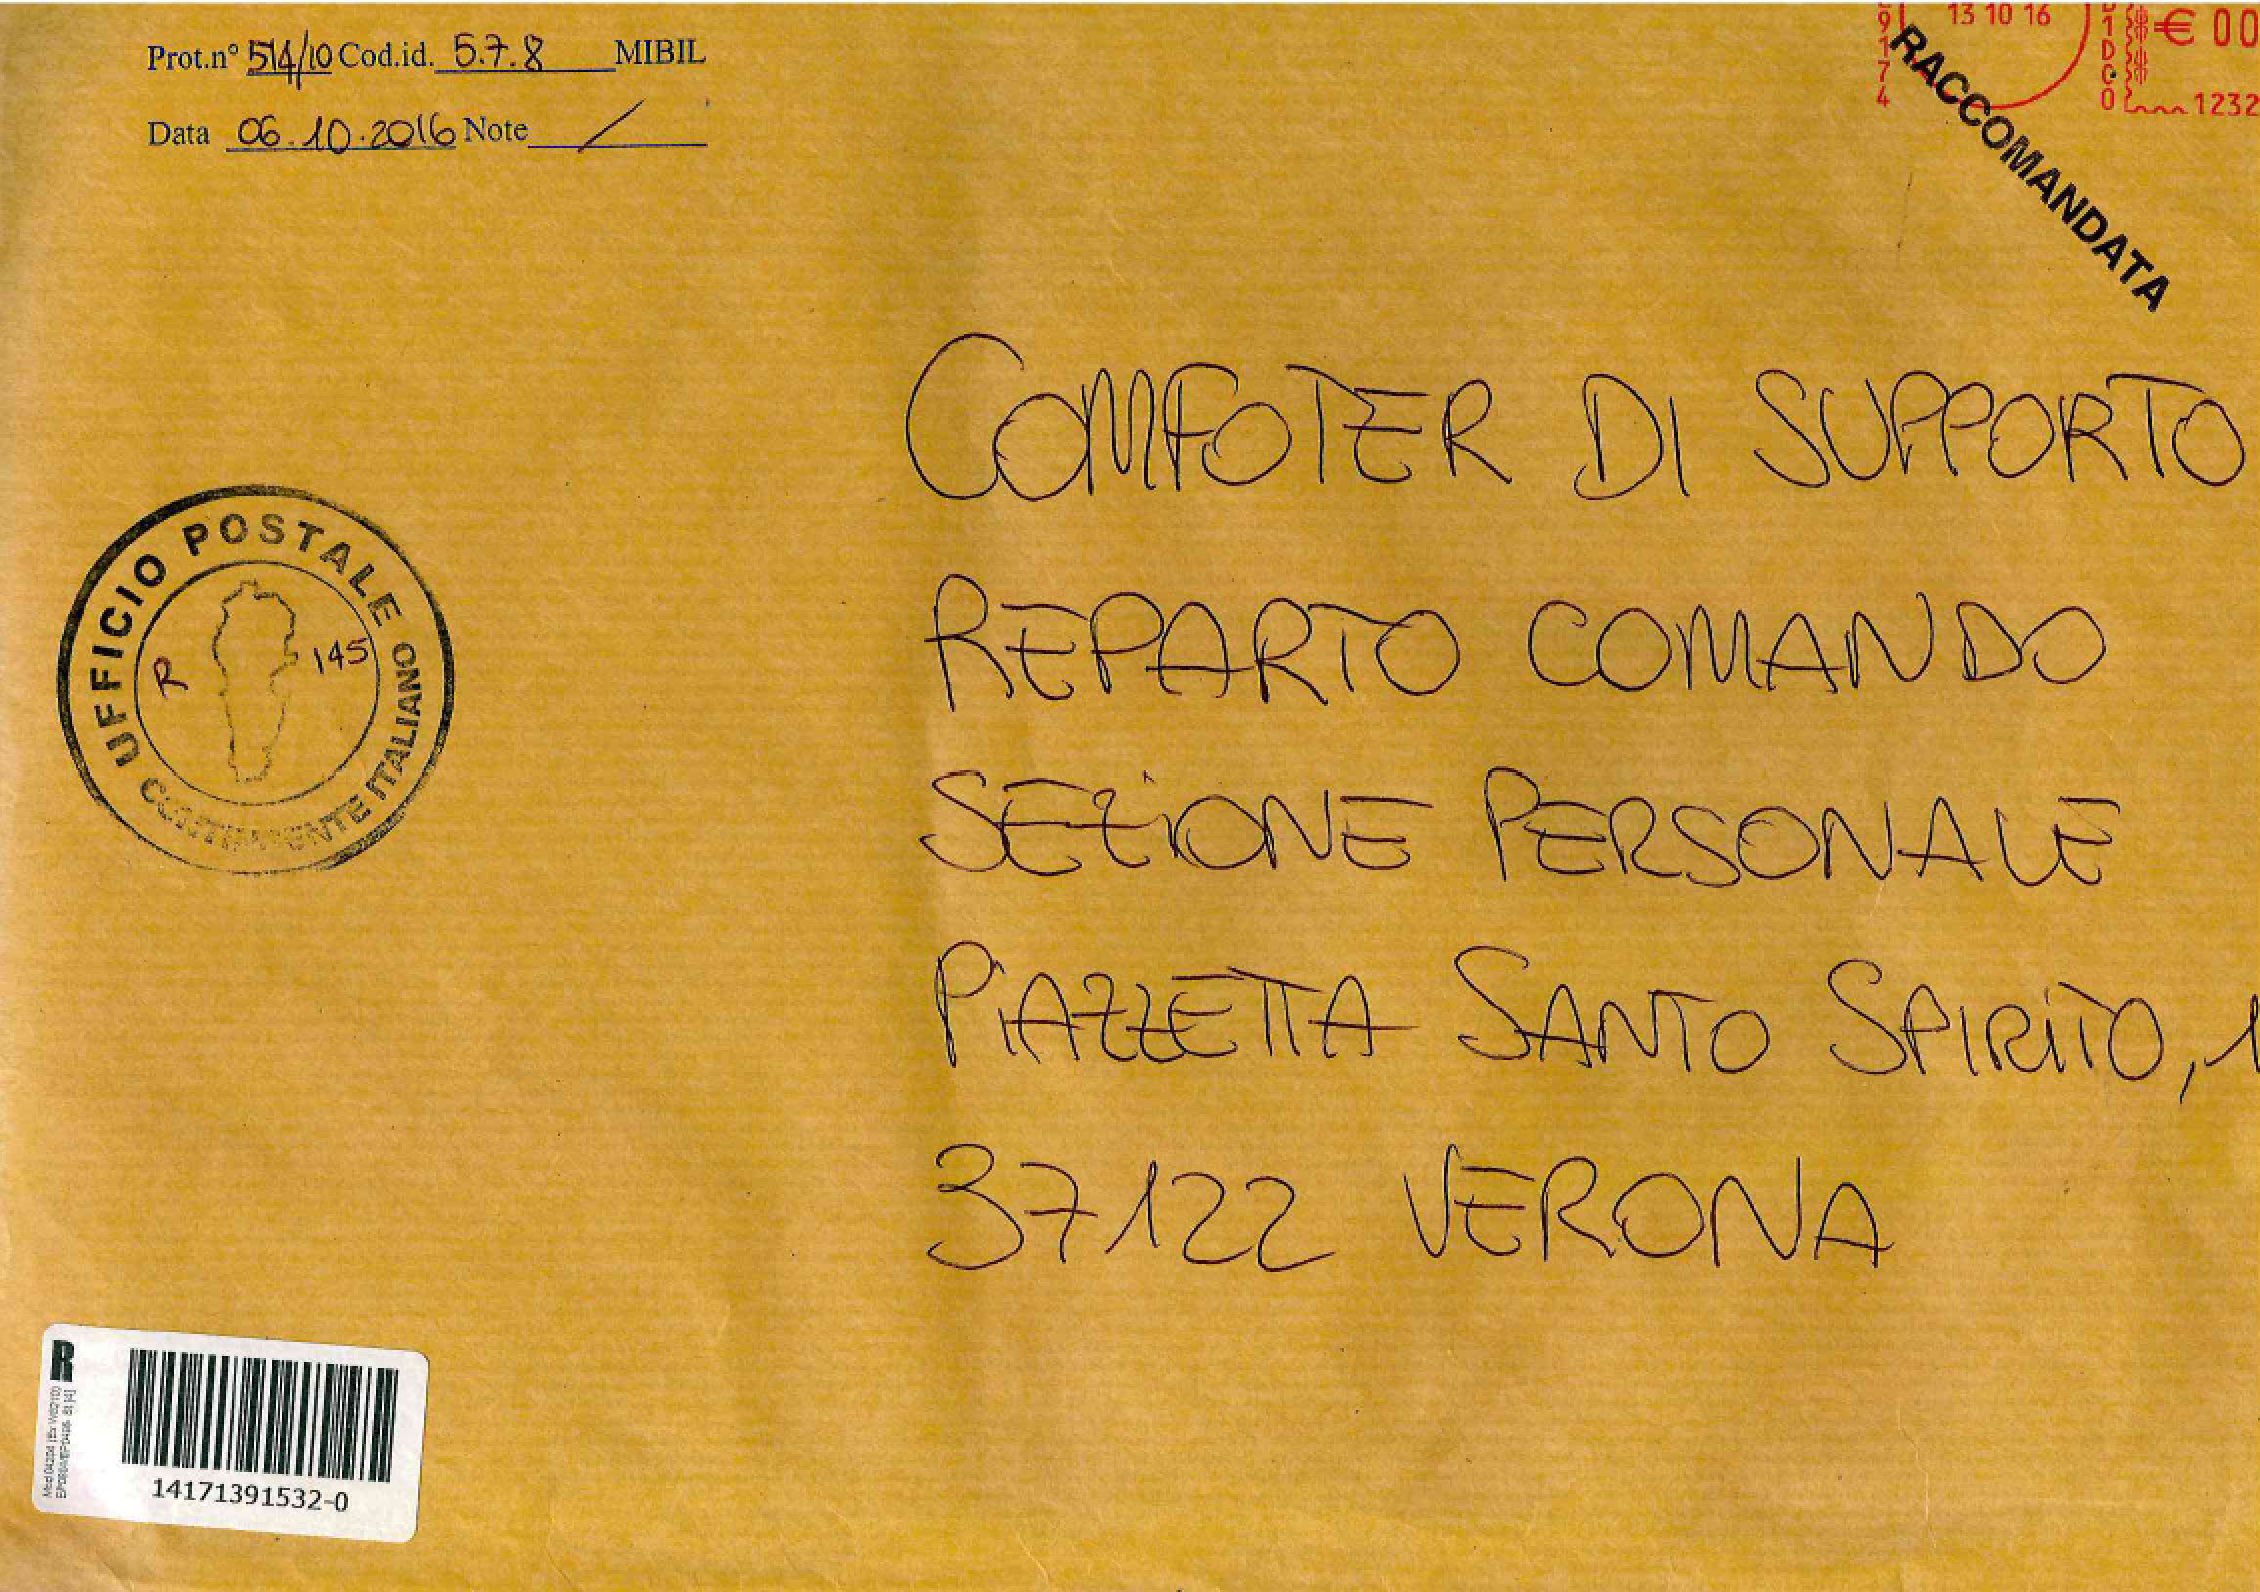 Prot.n° 514/10 Cod.id. 5.7.8 MIBIL
Data 06.10.2016 Note /
13 10 16
€ 00
1232
9174
RACCOMANDATA
COMFOTER DI SUPPORTO
REPARTO COMANDO
SEZIONE PERSONALE
PIAZZETTA SANTO SPIRITO, 1
37122 VERONA
UFFICIO POSTALE
R 145
CONTINGENTE ITALIANO
R
14171391532-0